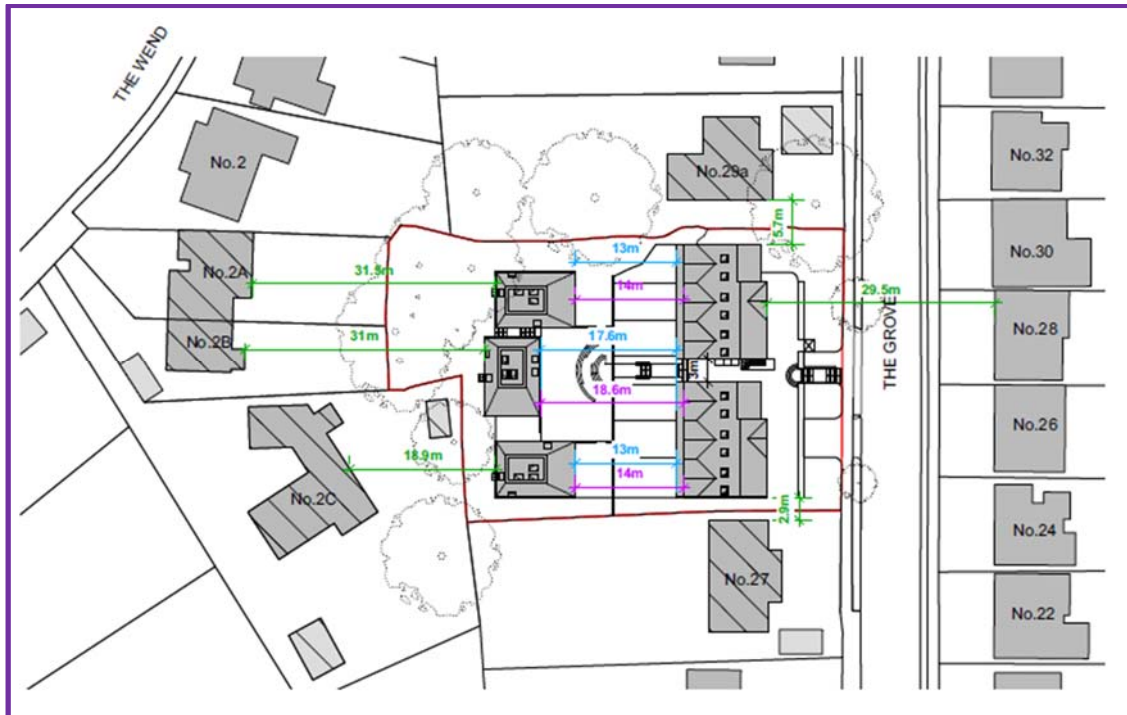 THE WEND
No.2
No.29a
No.32
5.7m
13m
No.2A
31.5m
14m
No.30
29.5m
No.2B
31m
17.6m
No.28
THE GROVE
3m
18.6m
No.26
13m
18.9m
14m
No.2C
2.9m
No.24
No.27
No.22